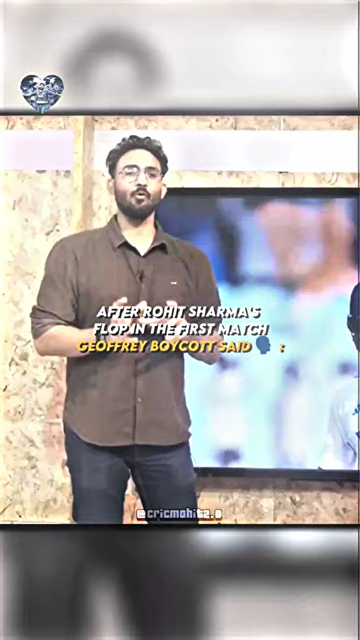 AFTER ROHIT SHARMA'S
FLOP IN THE FIRST MATCH
GEOFFREY BOYCOTT SAID 🗣️ :
@cricmohit2.0